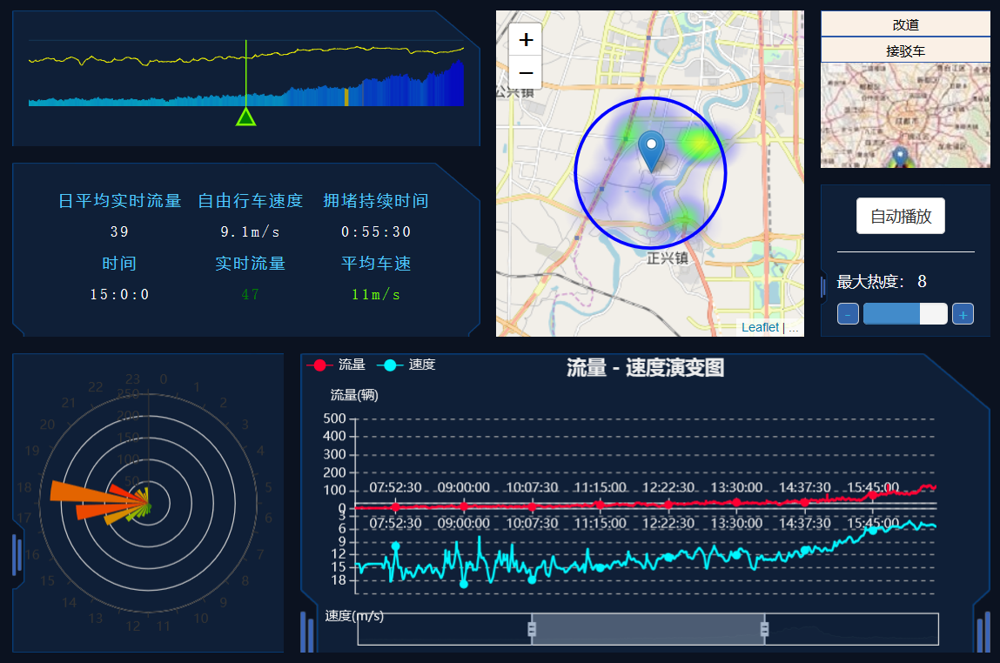 日平均实时流量 自由行车速度 拥堵持续时间
39 9.1m/s 0:55:30
时间 实时流量 平均车速
15:0:0 47 11m/s
+
−
公兴镇
正兴镇
Leaflet | ...
改道
接驳车
成都市
自动播放
最大热度: 8
- +
23 0
22 1
21 2
20 3
19 4
18 5
17 6
16 7
15 8
14 9
13 10
12 11
250
200
150
100
50
流量 速度
流量 - 速度演变图
流量(辆)
500
400
300
200
100
0
07:52:30 09:00:00 10:07:30 11:15:00 12:22:30 13:30:00 14:37:30 15:45:00
07:52:30 09:00:00 10:07:30 11:15:00 12:22:30 13:30:00 14:37:30 15:45:00
3
6
9
12
15
18
速度(m/s)